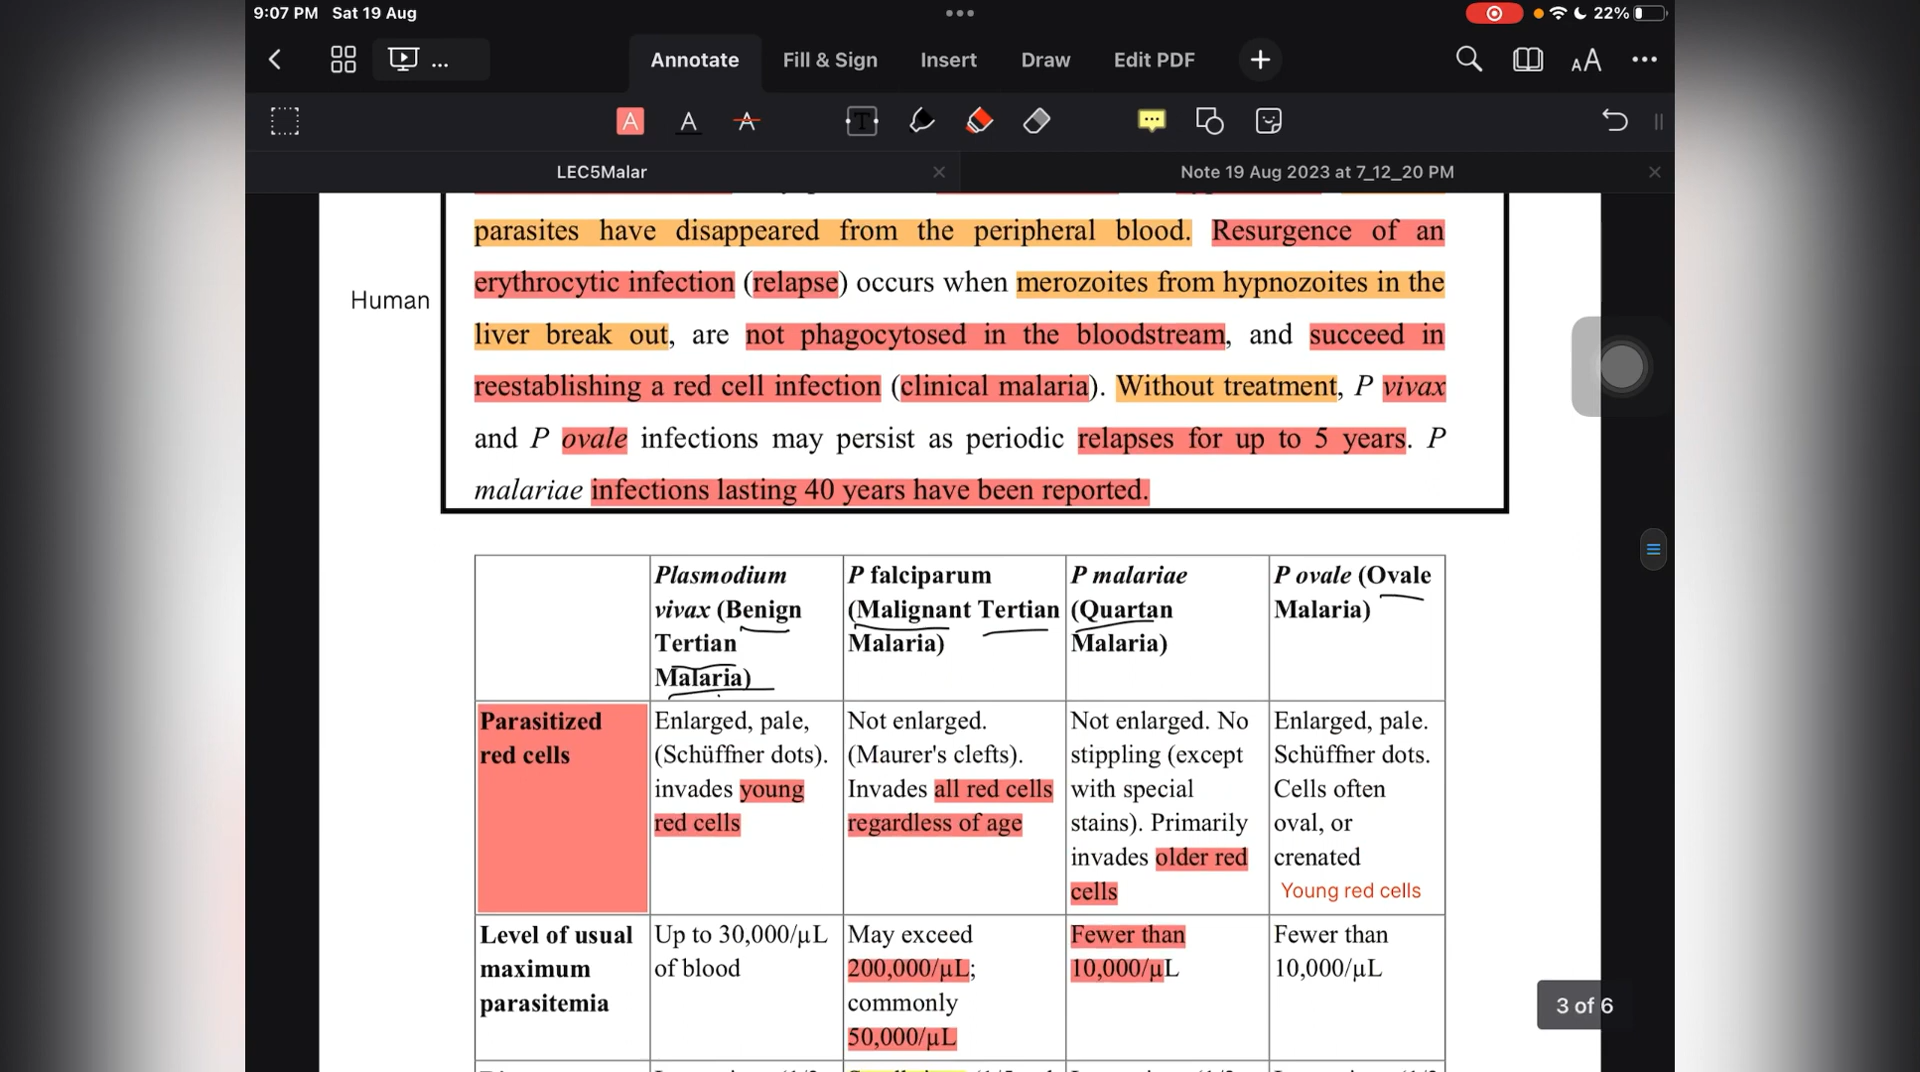 9:07 PM Sat 19 Aug
22%
Annotate Fill & Sign Insert Draw Edit PDF
LEC5Malar
Note 19 Aug 2023 at 7_12_20 PM
parasites have disappeared from the peripheral blood. Resurgence of an
erythrocytic infection (relapse) occurs when merozoites from hypnozoites in the
Human
liver break out, are not phagocytosed in the bloodstream, and succeed in
reestablishing a red cell infection (clinical malaria). Without treatment, P vivax
and P ovale infections may persist as periodic relapses for up to 5 years. P
malariae infections lasting 40 years have been reported.
Plasmodium
vivax (Benign
Tertian
Malaria)
P falciparum
(Malignant Tertian
Malaria)
P malariae
(Quartan
Malaria)
P ovale (Ovale
Malaria)
Parasitized
red cells
Enlarged, pale,
(Schüffner dots).
invades young
red cells
Not enlarged.
(Maurer's clefts).
Invades all red cells
regardless of age
Not enlarged. No
stippling (except
with special
stains). Primarily
invades older red
cells
Enlarged, pale.
Schüffner dots.
Cells often
oval, or
crenated
Young red cells
Level of usual
maximum
parasitemia
Up to 30,000/µL
of blood
May exceed
200,000/µL;
commonly
50,000/µL
Fewer than
10,000/µL
Fewer than
10,000/µL
3 of 6